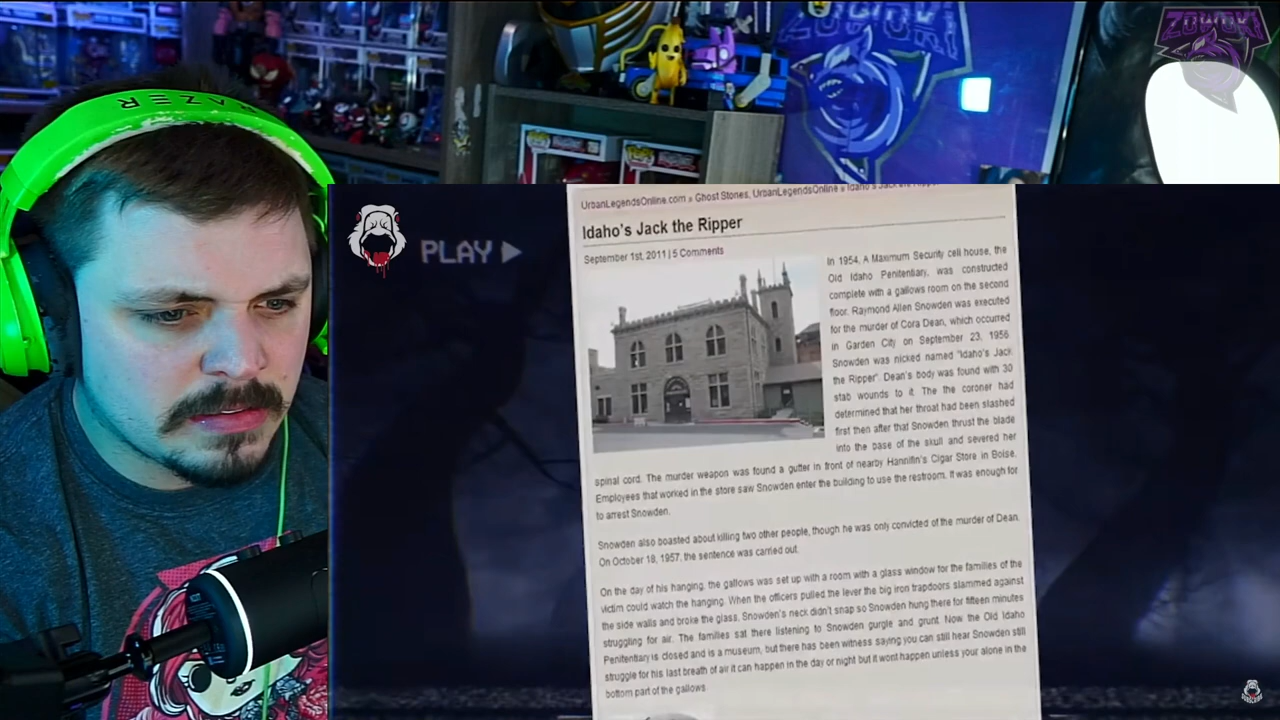 ZOWOKI
ZOWOKI
RAZER
PLAY
UrbanLegendsOnline.com » Ghost Stories, UrbanLegendsOnline » Idaho's Jack the Ripper
Idaho's Jack the Ripper
September 1st, 2011 | 5 Comments
In 1954, A Maximum Security cell house, the
Old Idaho Penitentiary, was constructed
complete with a gallows room on the second
floor. Raymond Allen Snowden was executed
for the murder of Cora Dean, which occurred
in Garden City on September 23, 1956.
Snowden was nicked named "Idaho's Jack
the Ripper". Dean's body was found with 30
stab wounds to it. The the coroner had
determined that her throat had been slashed
first then after that Snowden thrust the blade
into the base of the skull and severed her
spinal cord. The murder weapon was found a gutter in front of nearby Hannifin's Cigar Store in Boise.
Employees that worked in the store saw Snowden enter the building to use the restroom. It was enough for
to arrest Snowden.
Snowden also boasted about killing two other people, though he was only convicted of the murder of Dean.
On October 18, 1957, the sentence was carried out.
On the day of his hanging, the gallows was set up with a room with a glass window for the families of the
victim could watch the hanging. When the officers pulled the lever the big iron trapdoors slammed against
the side walls and broke the glass, Snowden's neck didn't snap so Snowden hung there for fifteen minutes
struggling for air. The families sat there listening to Snowden gurgle and grunt. Now the Old Idaho
Penitentiary is closed and is a museum, but there has been witness saying you can still hear Snowden still
struggle for his last breath of air it can happen in the day or night but it wont happen unless your alone in the
bottom part of the gallows